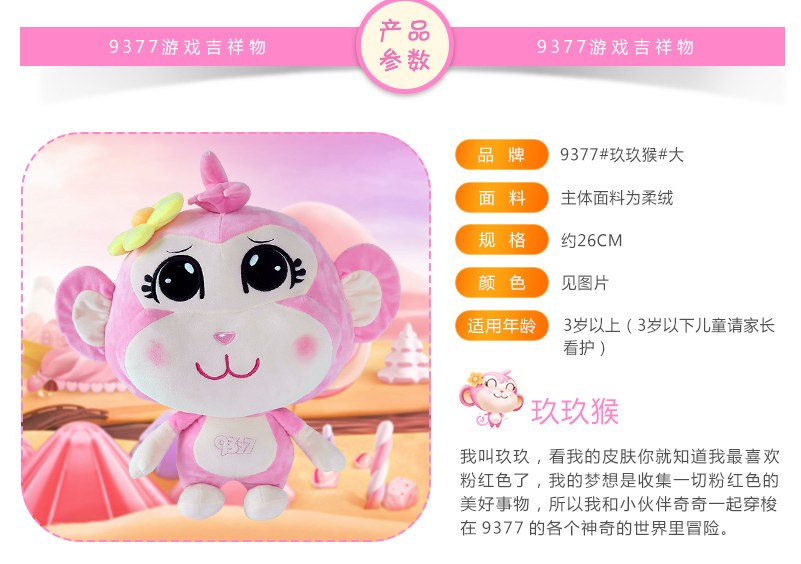 9377游戏吉祥物
产品
参数
9377游戏吉祥物
品 牌 9377#玖玖猴#大
面 料 主体面料为柔绒
规 格 约26CM
颜 色 见图片
适用年龄 3岁以上（3岁以下儿童请家长
看护）
9377
玖玖猴
我叫玖玖，看我的皮肤你就知道我最喜欢
粉红色了，我的梦想是收集一切粉红色的
美好事物，所以我和小伙伴奇奇一起穿梭
在 9377 的各个神奇的世界里冒险。